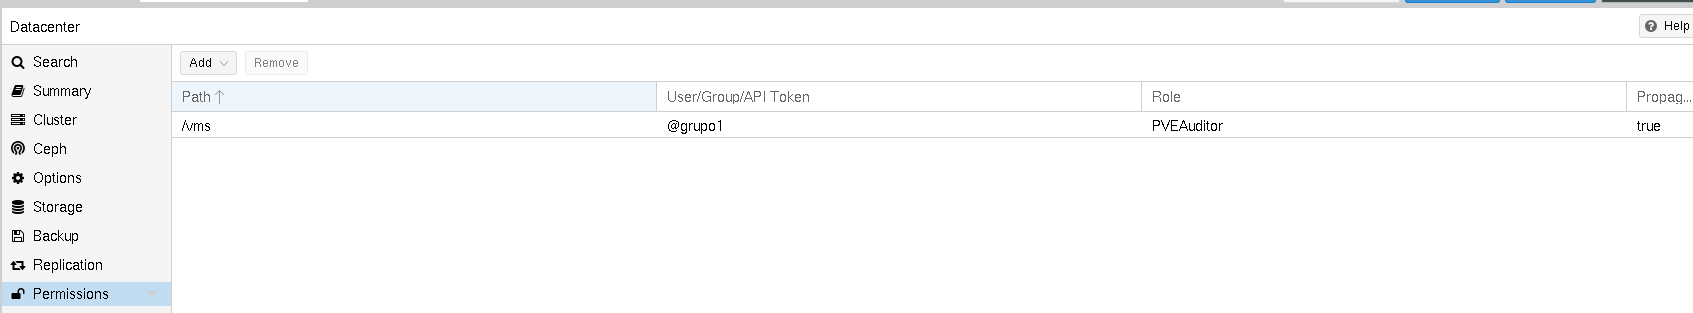 Datacenter
Help
Search
Summary
Cluster
Ceph
Options
Storage
Backup
Replication
Permissions
Add
Remove
Path
User/Group/API Token
Role
Propag...
/vms
@grupo1
PVEAuditor
true